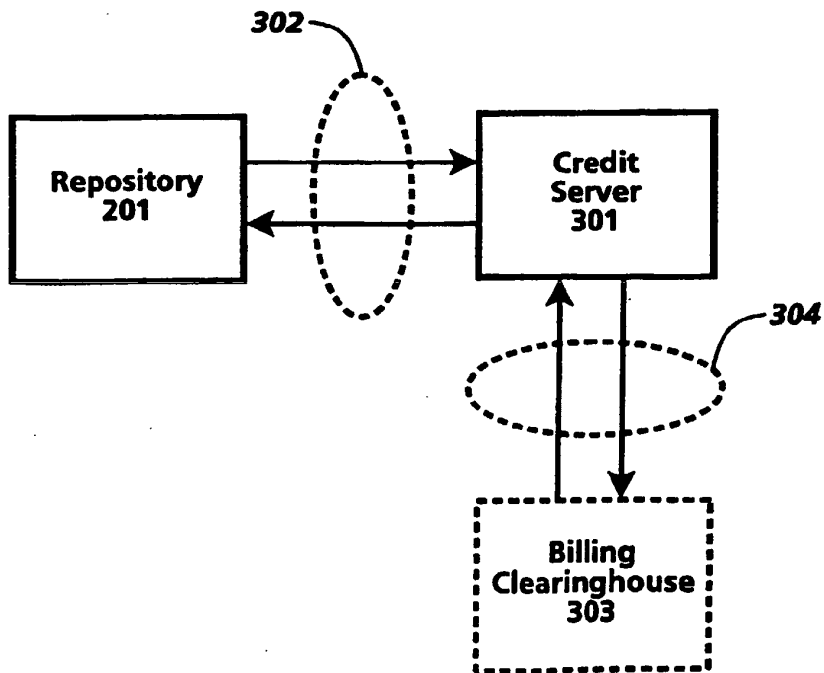 302
Repository
201
Credit
Server
301
304
Billing
Clearinghouse
303